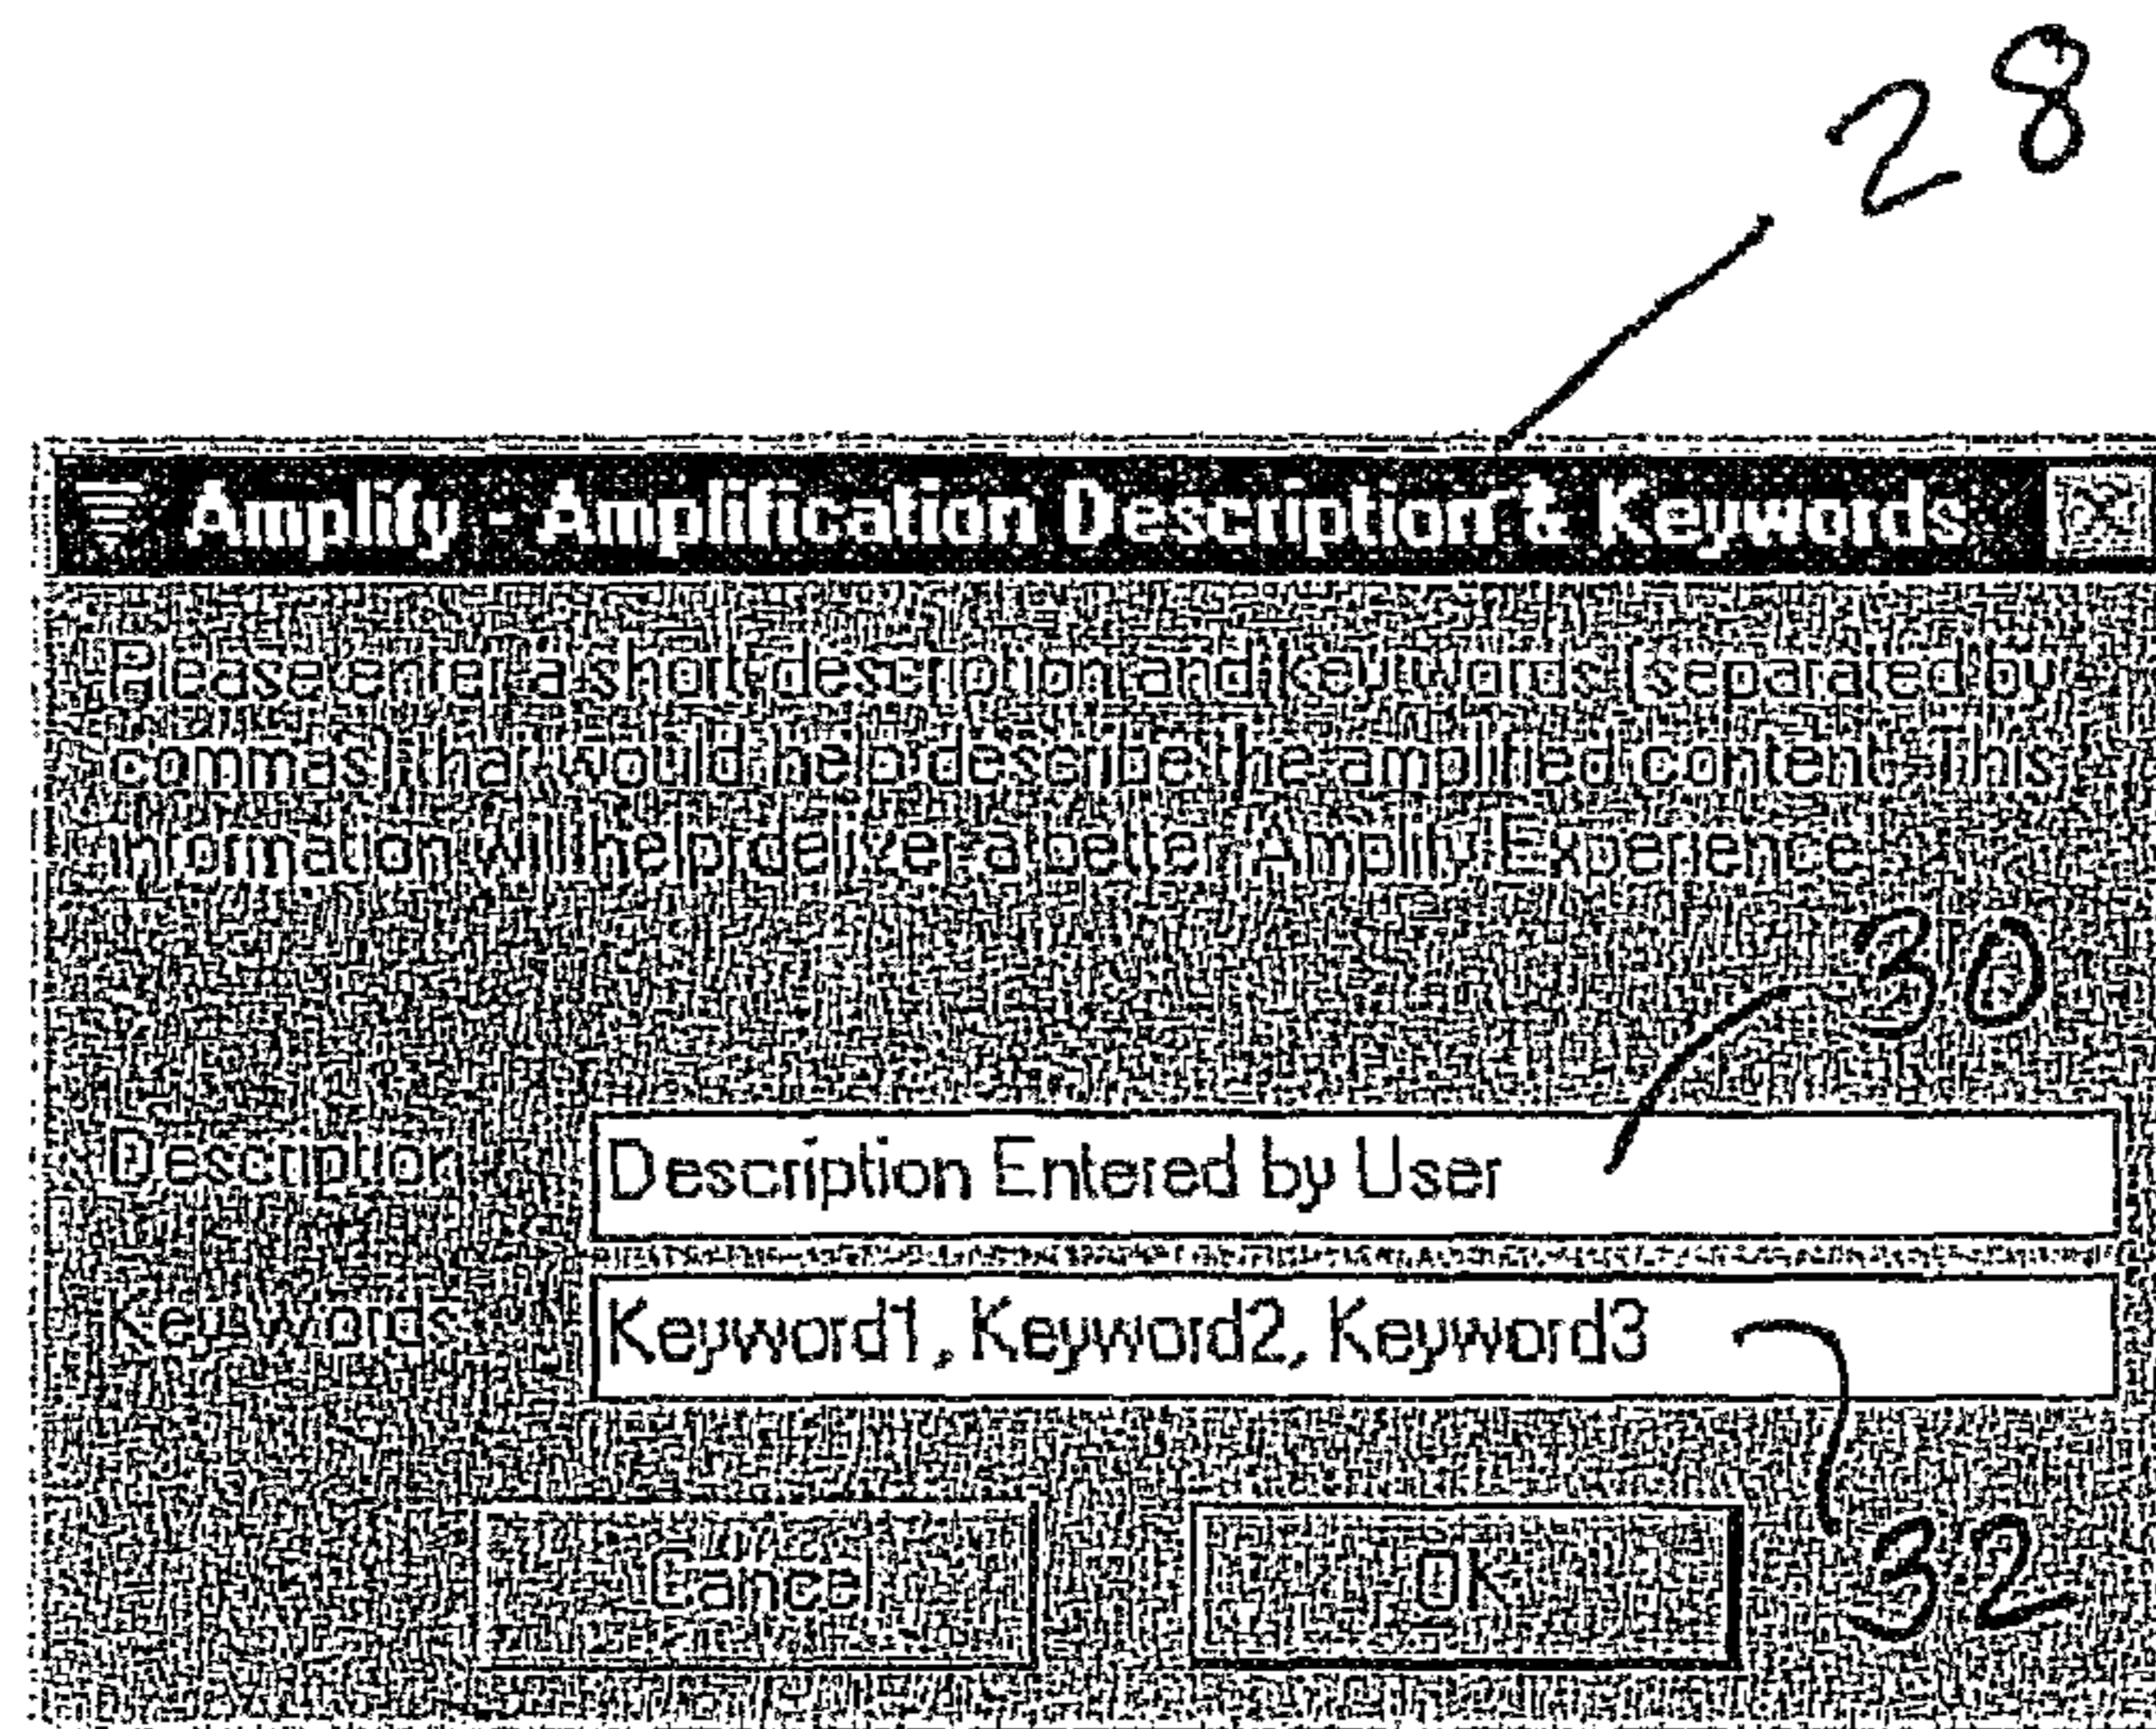 28
Amplify - Amplification Description & Keywords
Please enter a short description and keywords (separated by
commas) that would help describe the amplified content. This
information will help deliver a better Amplify Experience.
30
Description
Description Entered by User
KeyWords
Keyword1, Keyword2, Keyword3
Cancel
OK
32